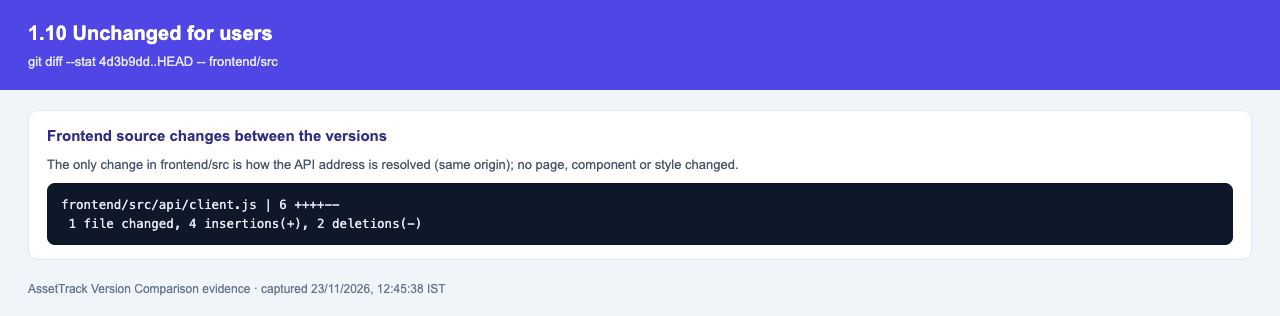 1.10 Unchanged for users
git diff --stat 4d3b9dd..HEAD -- frontend/src
Frontend source changes between the versions
The only change in frontend/src is how the API address is resolved (same origin); no page, component or style changed.
frontend/src/api/client.js | 6 ++++--
1 file changed, 4 insertions(+), 2 deletions(-)
AssetTrack Version Comparison evidence · captured 23/11/2026, 12:45:38 IST